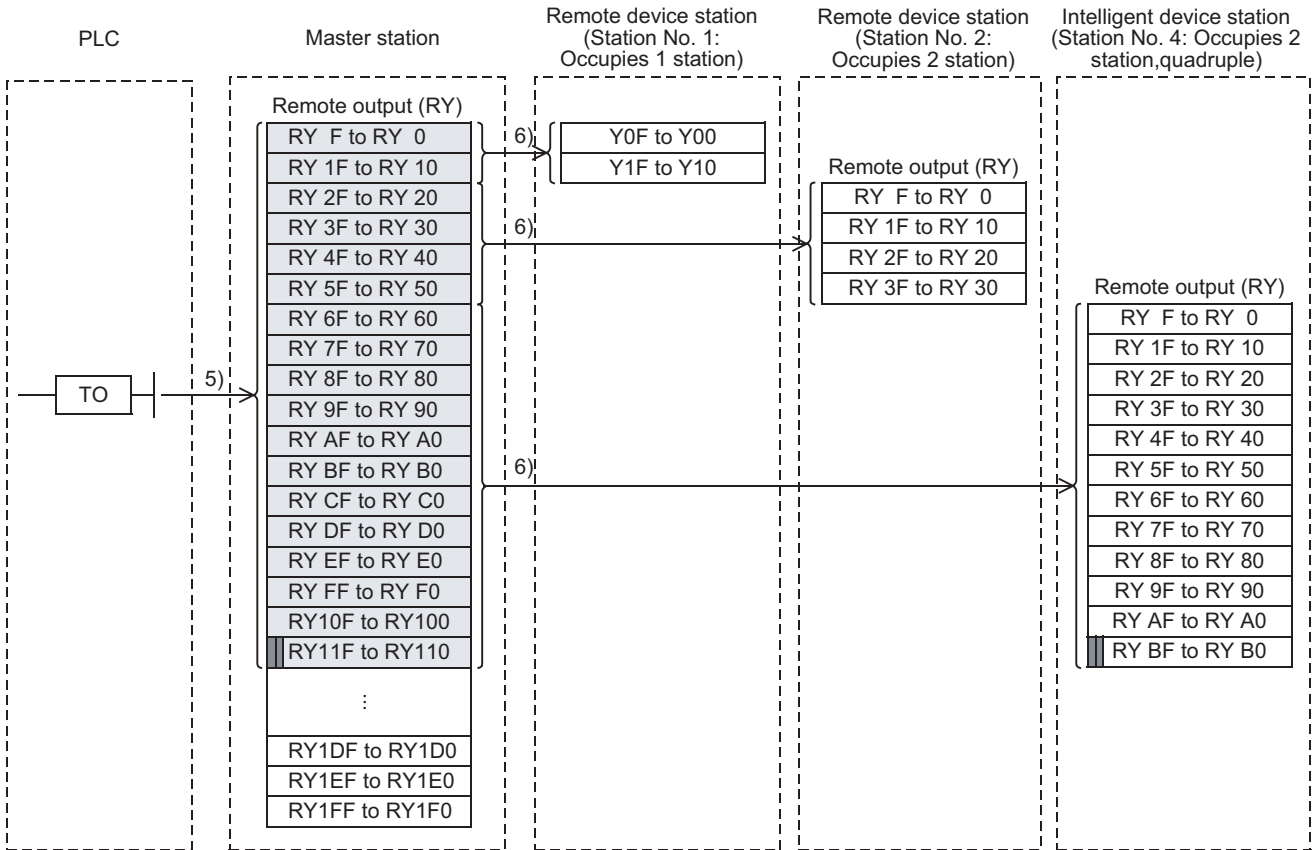 PLC
Master station
Remote device station
(Station No. 1:
Occupies 1 station)
Remote device station
(Station No. 2:
Occupies 2 station)
Intelligent device station
(Station No. 4: Occupies 2
station,quadruple)
TO
5)
Remote output (RY)
RY F to RY 0
RY 1F to RY 10
RY 2F to RY 20
RY 3F to RY 30
RY 4F to RY 40
RY 5F to RY 50
RY 6F to RY 60
RY 7F to RY 70
RY 8F to RY 80
RY 9F to RY 90
RY AF to RY A0
RY BF to RY B0
RY CF to RY C0
RY DF to RY D0
RY EF to RY E0
RY FF to RY F0
RY10F to RY100
RY11F to RY110
⋮
RY1DF to RY1D0
RY1EF to RY1E0
RY1FF to RY1F0
6)
Y0F to Y00
Y1F to Y10
6)
Remote output (RY)
RY F to RY 0
RY 1F to RY 10
RY 2F to RY 20
RY 3F to RY 30
6)
Remote output (RY)
RY F to RY 0
RY 1F to RY 10
RY 2F to RY 20
RY 3F to RY 30
RY 4F to RY 40
RY 5F to RY 50
RY 6F to RY 60
RY 7F to RY 70
RY 8F to RY 80
RY 9F to RY 90
RY AF to RY A0
RY BF to RY B0